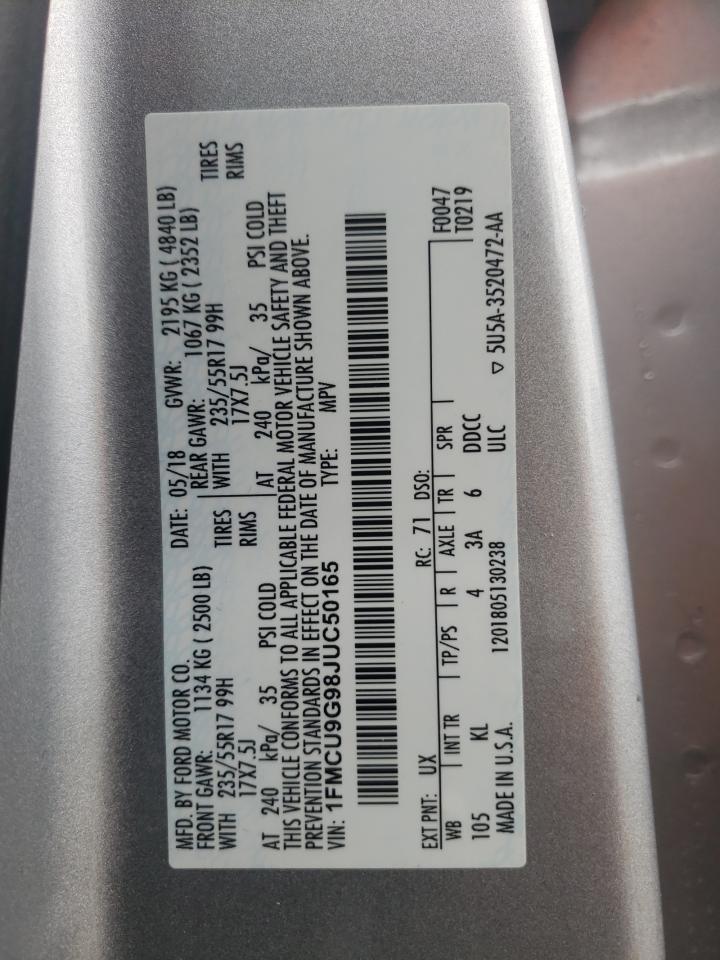 MFD. BY FORD MOTOR CO.
DATE: 05/18 GVWR: 2195 KG ( 4840 LB)
FRONT GAWR: 1134 KG ( 2500 LB)
REAR GAWR: 1067 KG ( 2352 LB)
WITH 235/55R17 99H TIRES
WITH 235/55R17 99H TIRES
17X7.5J RIMS
17X7.5J RIMS
AT 240 kPa/ 35 PSI COLD
AT 240 kPa/ 35 PSI COLD
THIS VEHICLE CONFORMS TO ALL APPLICABLE FEDERAL MOTOR VEHICLE SAFETY AND THEFT
PREVENTION STANDARDS IN EFFECT ON THE DATE OF MANUFACTURE SHOWN ABOVE.
VIN: 1FMCU9G98JUC50165 TYPE: MPV
EXT PNT: UX RC: 71 DSO: F0047
WB INT TR TP/PS R AXLE TR SPR T0219
105 KL 4 3A 6 DDCC
MADE IN U.S.A. 1201805130238 ULC ▽ 5U5A-3520472-AA